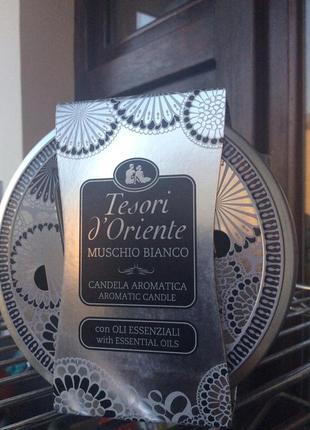 Tesori
d'Oriente
MUSCHIO BIANCO
CANDELA AROMATICA
AROMATIC CANDLE
con OLI ESSENZIALI
with ESSENTIAL OILS